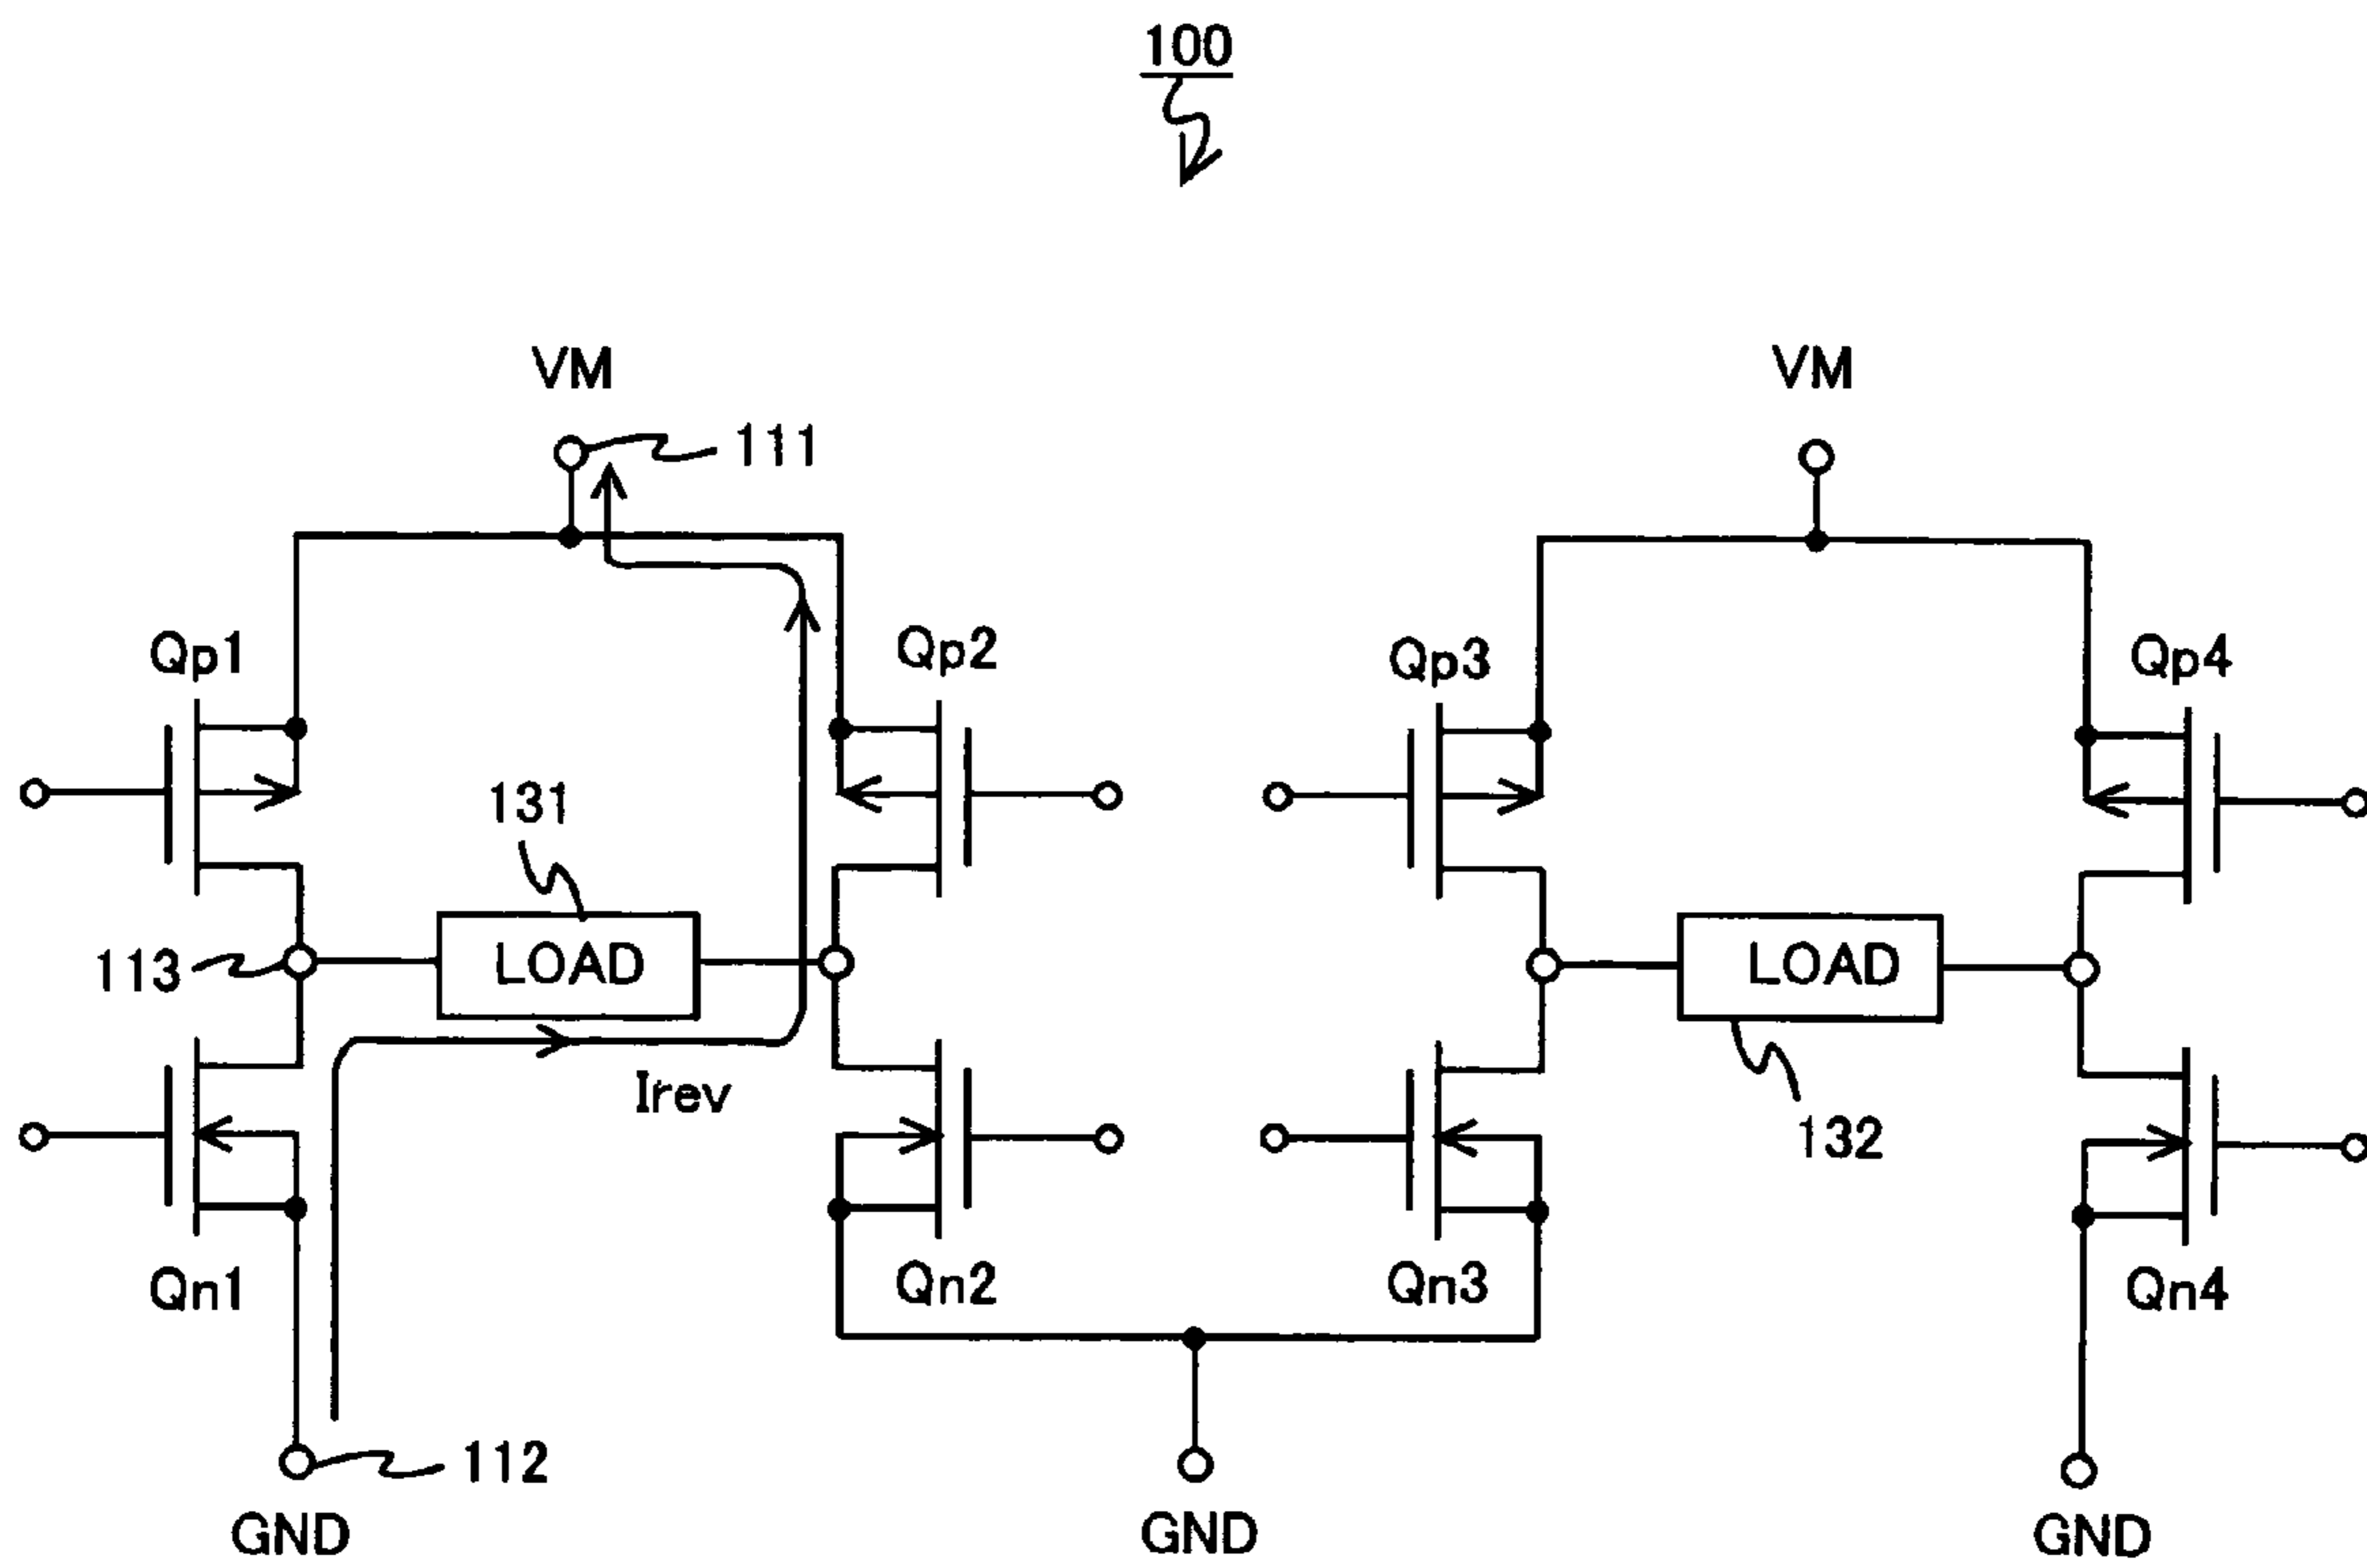 100
VM
VM
111
Qp1
Qp2
Qp3
Qp4
131
113
LOAD
LOAD
Irev
132
Qn1
Qn2
Qn3
Qn4
112
GND
GND
GND